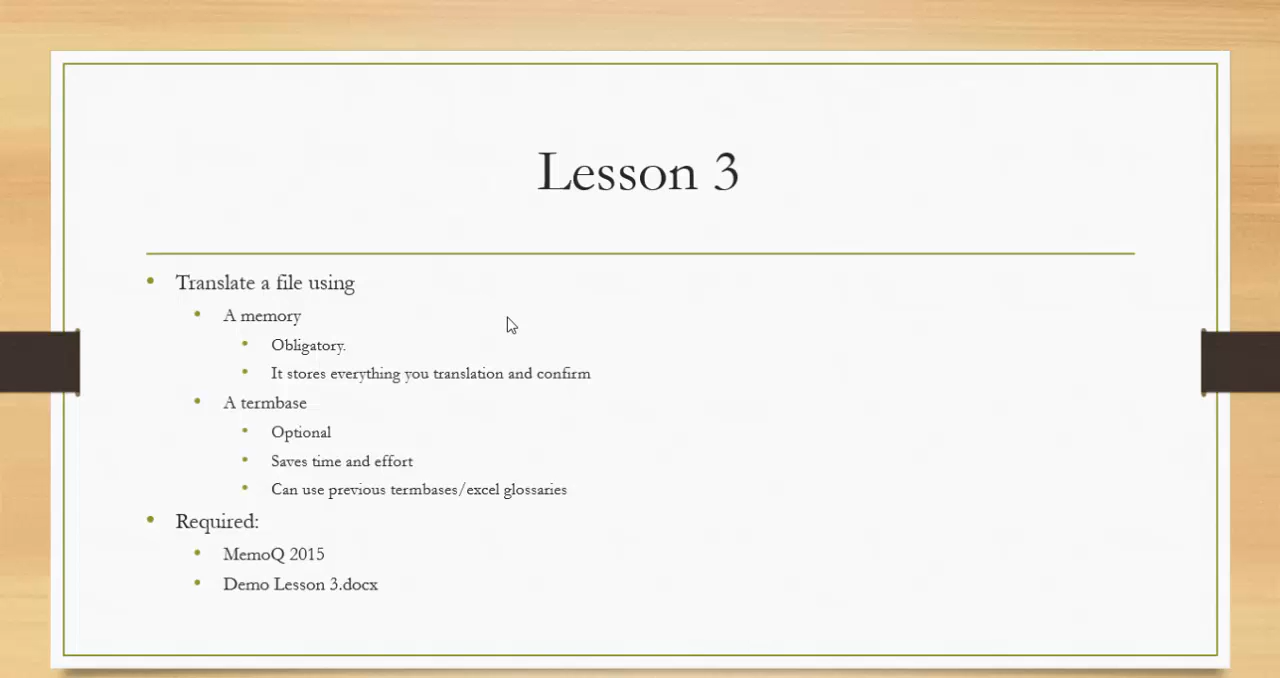 Lesson 3
Translate a file using
A memory
Obligatory.
It stores everything you translation and confirm
A termbase
Optional
Saves time and effort
Can use previous termbases/excel glossaries
Required:
MemoQ 2015
Demo Lesson 3.docx